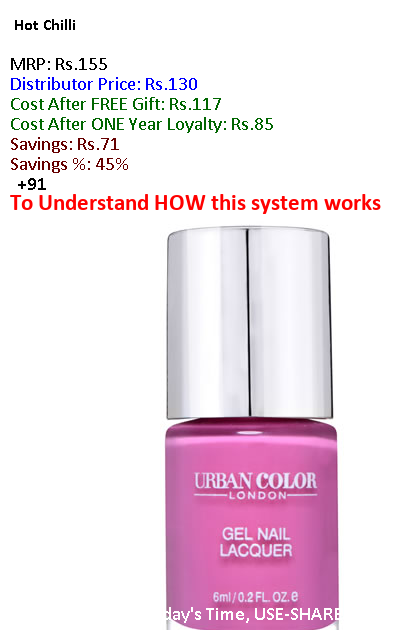 Hot Chilli
MRP: Rs.155
Distributor Price: Rs.130
Cost After FREE Gift: Rs.117
Cost After ONE Year Loyalty: Rs.85
Savings: Rs.71
Savings %: 45%
+91
To Understand HOW this system works
URBAN COLOR
LONDON
GEL NAIL
LACQUER
6ml / 0.2 FL. OZ. e
day's Time, USE-SHARE